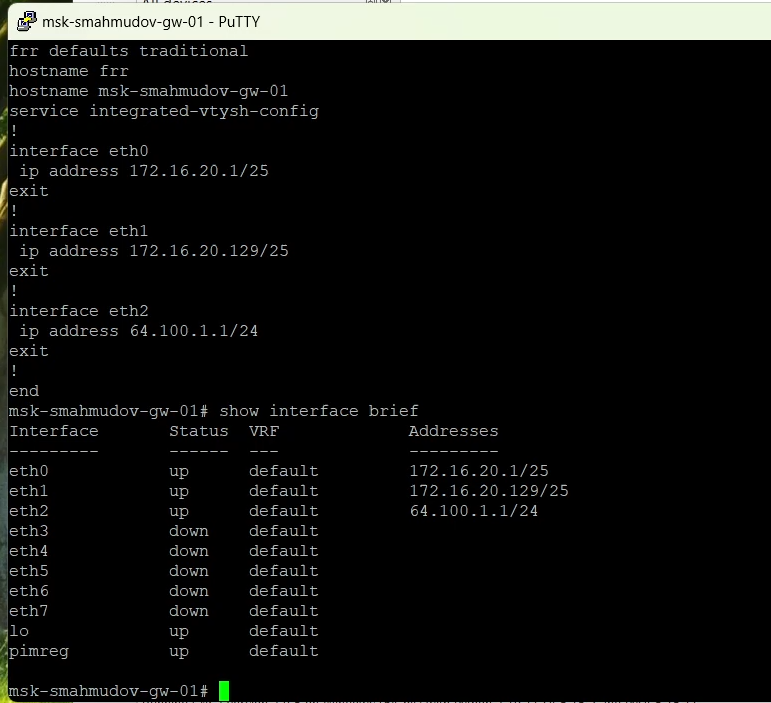 msk-smahmudov-gw-01 - PuTTY
frr defaults traditional
hostname frr
hostname msk-smahmudov-gw-01
service integrated-vtysh-config
!
interface eth0
 ip address 172.16.20.1/25
exit
!
interface eth1
 ip address 172.16.20.129/25
exit
!
interface eth2
 ip address 64.100.1.1/24
exit
!
end
msk-smahmudov-gw-01# show interface brief
Interface       Status  VRF             Addresses
---------       ------  ---             ---------
eth0            up      default         172.16.20.1/25
eth1            up      default         172.16.20.129/25
eth2            up      default         64.100.1.1/24
eth3            down    default
eth4            down    default
eth5            down    default
eth6            down    default
eth7            down    default
lo              up      default
pimreg          up      default
msk-smahmudov-gw-01#